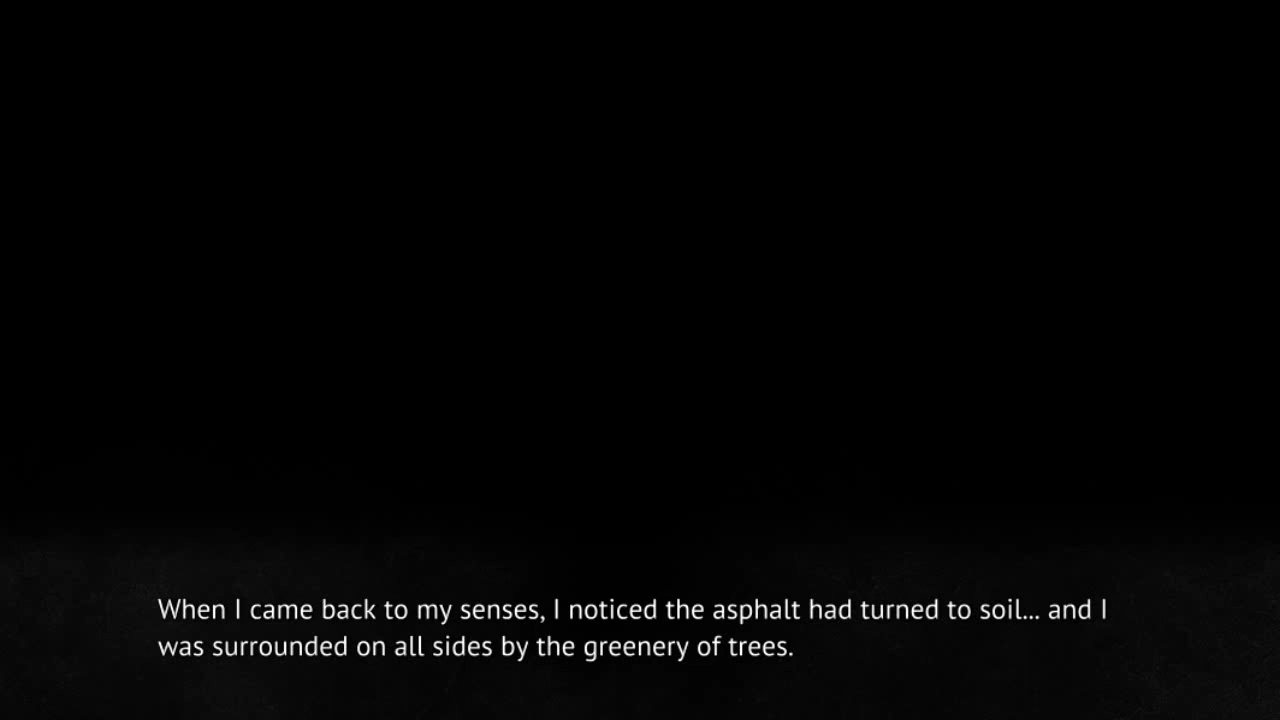 When I came back to my senses, I noticed the asphalt had turned to soil... and I
was surrounded on all sides by the greenery of trees.